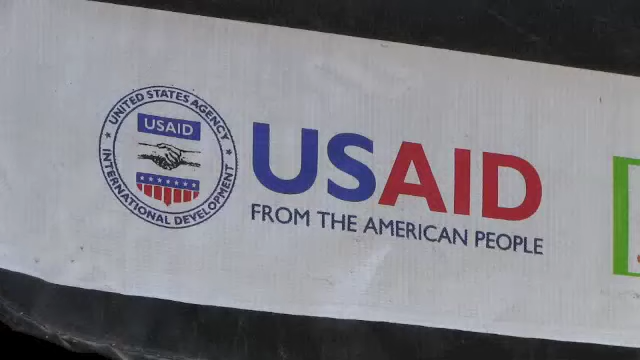 UNITED STATES AGENCY
USAID
INTERNATIONAL DEVELOPMENT
USAID
FROM THE AMERICAN PEOPLE